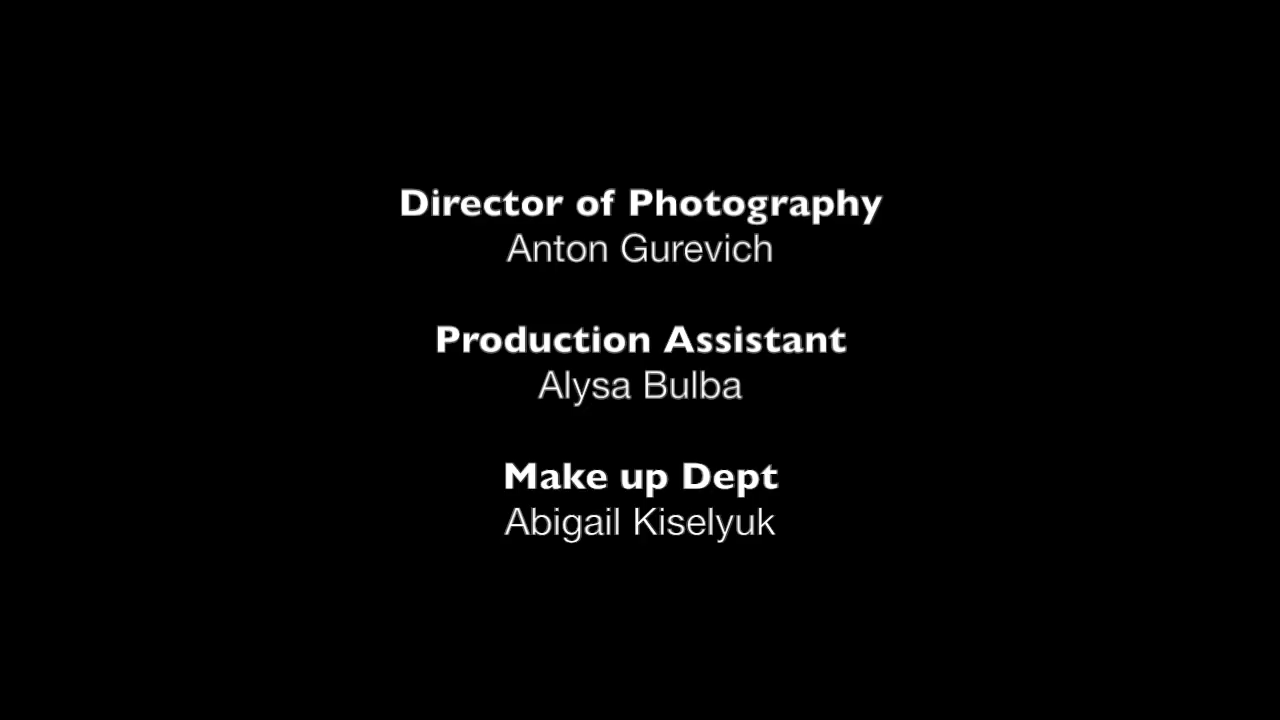 Director of Photography
Anton Gurevich
Production Assistant
Alysa Bulba
Make up Dept
Abigail Kiselyuk